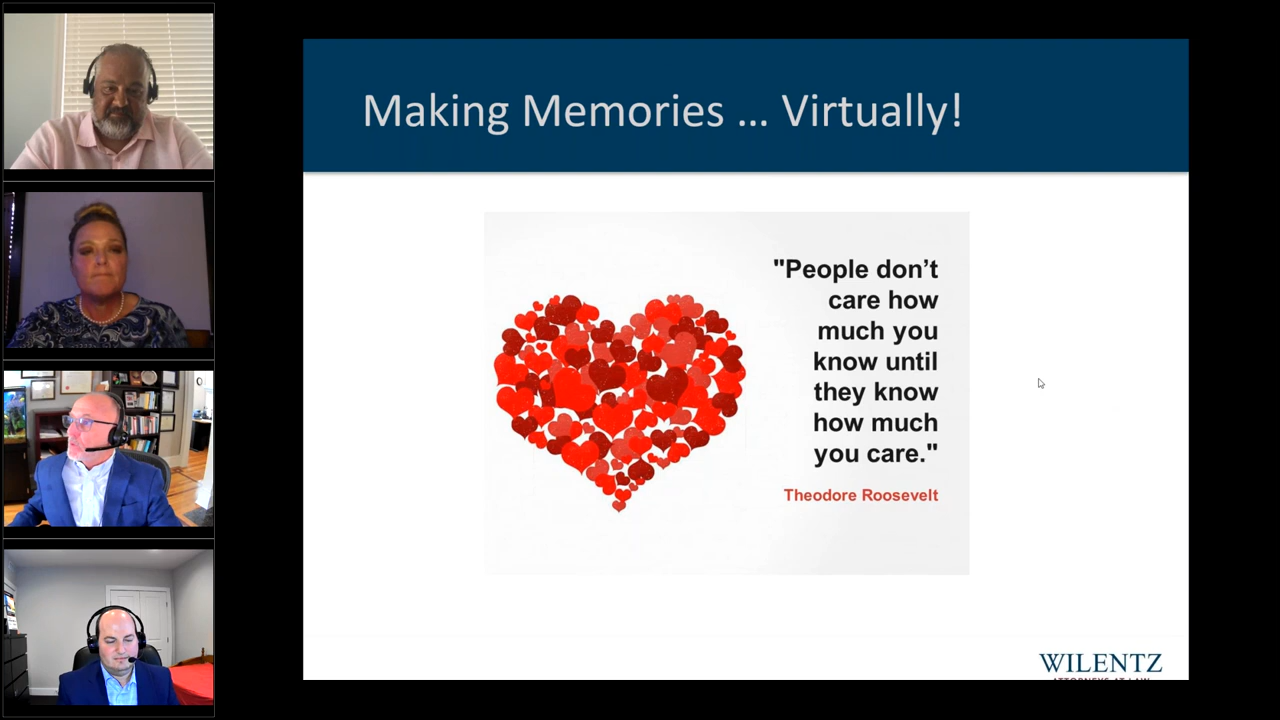 Making Memories ... Virtually!
"People don't
care how
much you
know until
they know
how much
you care."
Theodore Roosevelt
WILENTZ
ATTORNEYS AT LAW